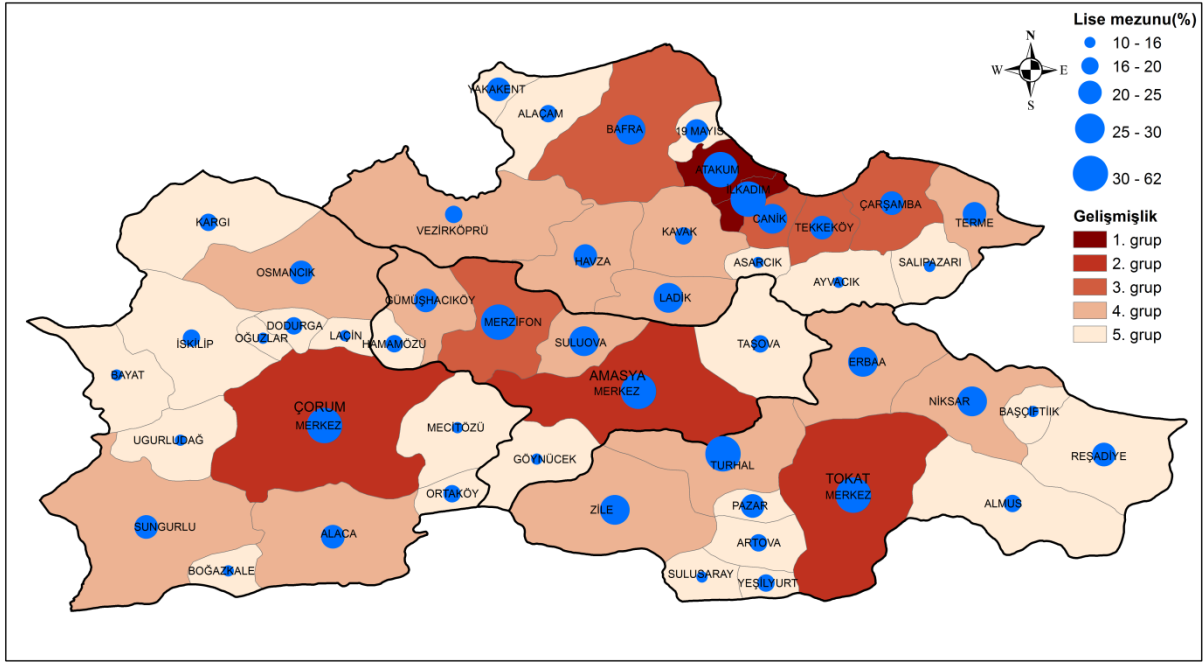 Lise mezunu(%)
10 - 16
16 - 20
20 - 25
25 - 30
30 - 62
Gelişmişlik
1. grup
2. grup
3. grup
4. grup
5. grup
N
W
E
S
YAKAKENT
ALAÇAM
BAFRA
19 MAYIS
ATAKUM
İLKADIM
CANİK
TEKKEKÖY
ÇARŞAMBA
TERME
KARGI
VEZİRKÖPRÜ
KAVAK
HAVZA
ASARCIK
SALIPAZARI
AYVACIK
OSMANCIK
GÜMÜŞHACIKÖY
LADİK
MERZİFON
DODURGA
OĞUZLAR
LAÇİN
İSKİLİP
HAMAMÖZÜ
SULUOVA
TAŞOVA
ERBAA
BAYAT
AMASYA
MERKEZ
ÇORUM
MERKEZ
NİKSAR
BAŞÇİFTİİK
MECİTÖZÜ
UGURLUDAĞ
GÖYNÜCEK
TURHAL
REŞADİYE
TOKAT
MERKEZ
ORTAKÖY
ZİLE
PAZAR
ALMUS
SUNGURLU
ALACA
ARTOVA
BOĞAZKALE
SULUSARAY
YEŞİLYURT